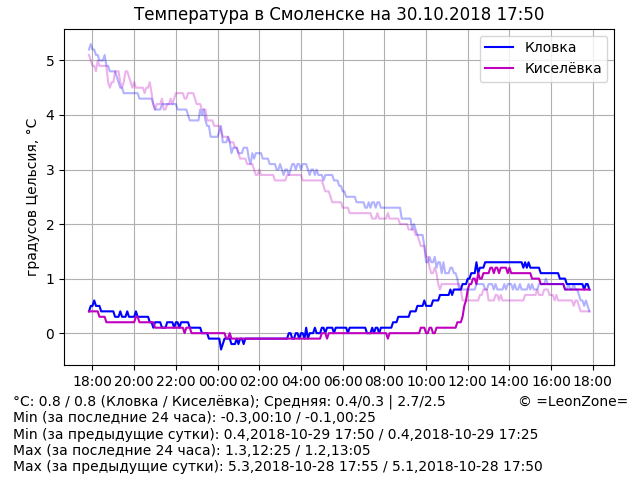 Температура в Смоленске на 30.10.2018 17:50
Кловка
Киселёвка
градусов Цельсия, °C
5
4
3
2
1
0
18:00 20:00 22:00 00:00 02:00 04:00 06:00 08:00 10:00 12:00 14:00 16:00 18:00
°C: 0.8 / 0.8 (Кловка / Киселёвка); Средняя: 0.4/0.3 | 2.7/2.5 © =LeonZone=
Min (за последние 24 часа): -0.3,00:10 / -0.1,00:25
Min (за предыдущие сутки): 0.4,2018-10-29 17:50 / 0.4,2018-10-29 17:25
Max (за последние 24 часа): 1.3,12:25 / 1.2,13:05
Max (за предыдущие сутки): 5.3,2018-10-28 17:55 / 5.1,2018-10-28 17:50